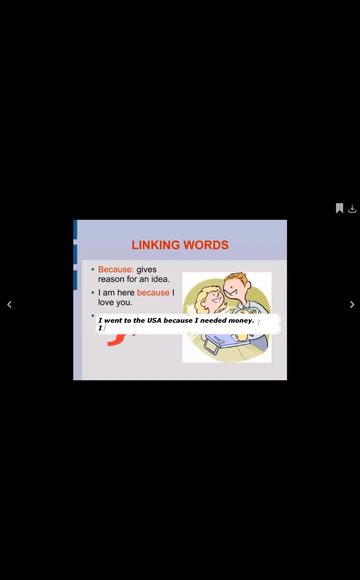 LINKING WORDS
• Because: gives
reason for an idea.
• I am here because I
love you.
•
I went to the USA because I needed money.
I